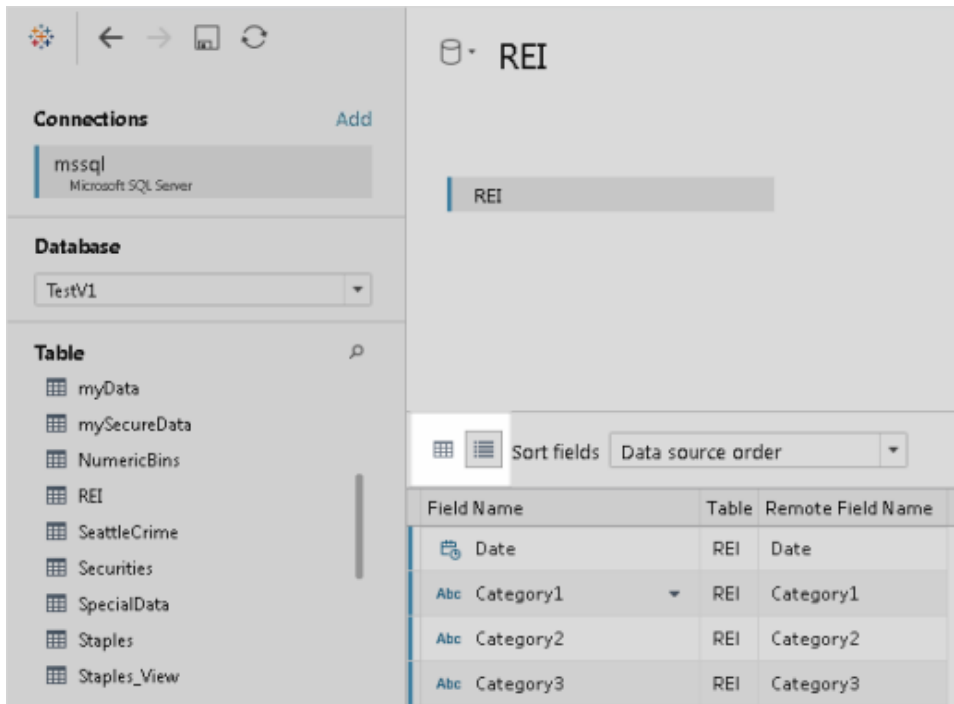 REI
Connections Add
mssql
Microsoft SQL Server
REI
Database
TestV1
Table
myData
mySecureData
NumericBins
REI
SeattleCrime
Securities
SpecialData
Staples
Staples_View
Sort fields Data source order
Field Name Table Remote Field Name
Date REI Date
Abc Category1 REI Category1
Abc Category2 REI Category2
Abc Category3 REI Category3